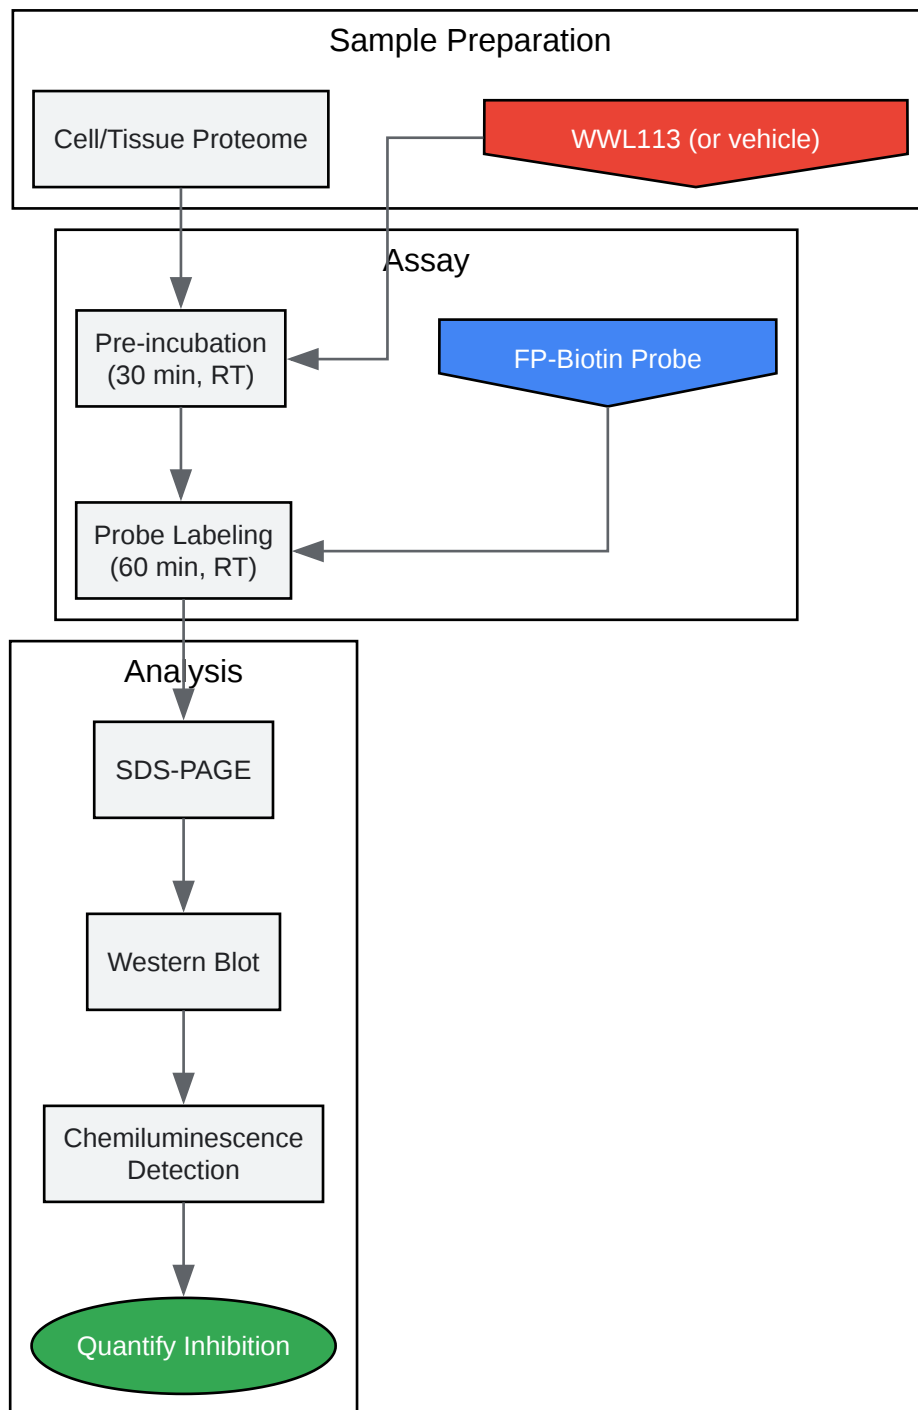 Sample Preparation
Cell/Tissue Proteome
WWL113 (or vehicle)
Assay
Pre-incubation
(30 min, RT)
FP-Biotin Probe
Probe Labeling
(60 min, RT)
Analysis
SDS-PAGE
Western Blot
Chemiluminescence
Detection
Quantify Inhibition